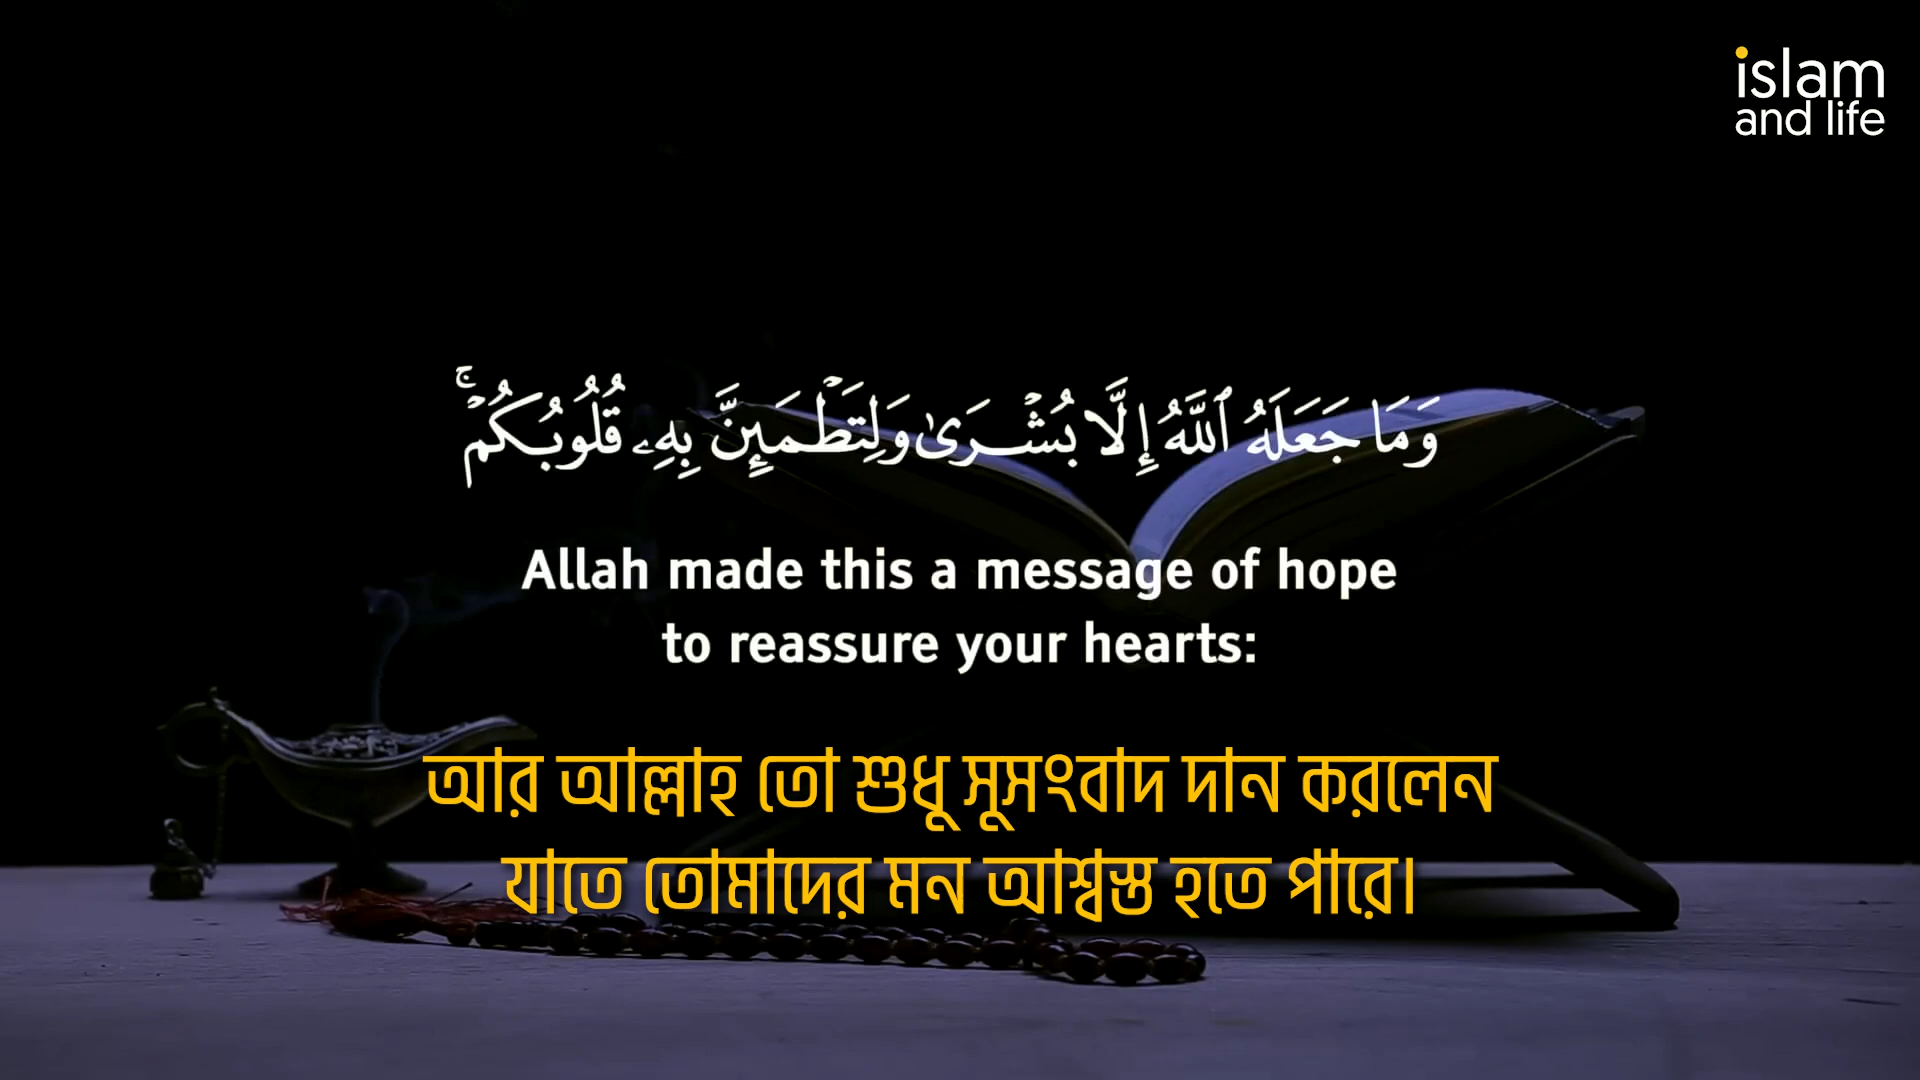 islam
and life
وَمَا جَعَلَهُ ٱللَّهُ إِلَّا بُشْرَىٰ وَلِتَطْمَئِنَّ بِهِۦ قُلُوبُكُمْ ۚ
Allah made this a message of hope
to reassure your hearts:
আর আল্লাহ তো শুধু সুসংবাদ দান করলেন
যাতে তোমাদের মন আশ্বস্ত হতে পারে।